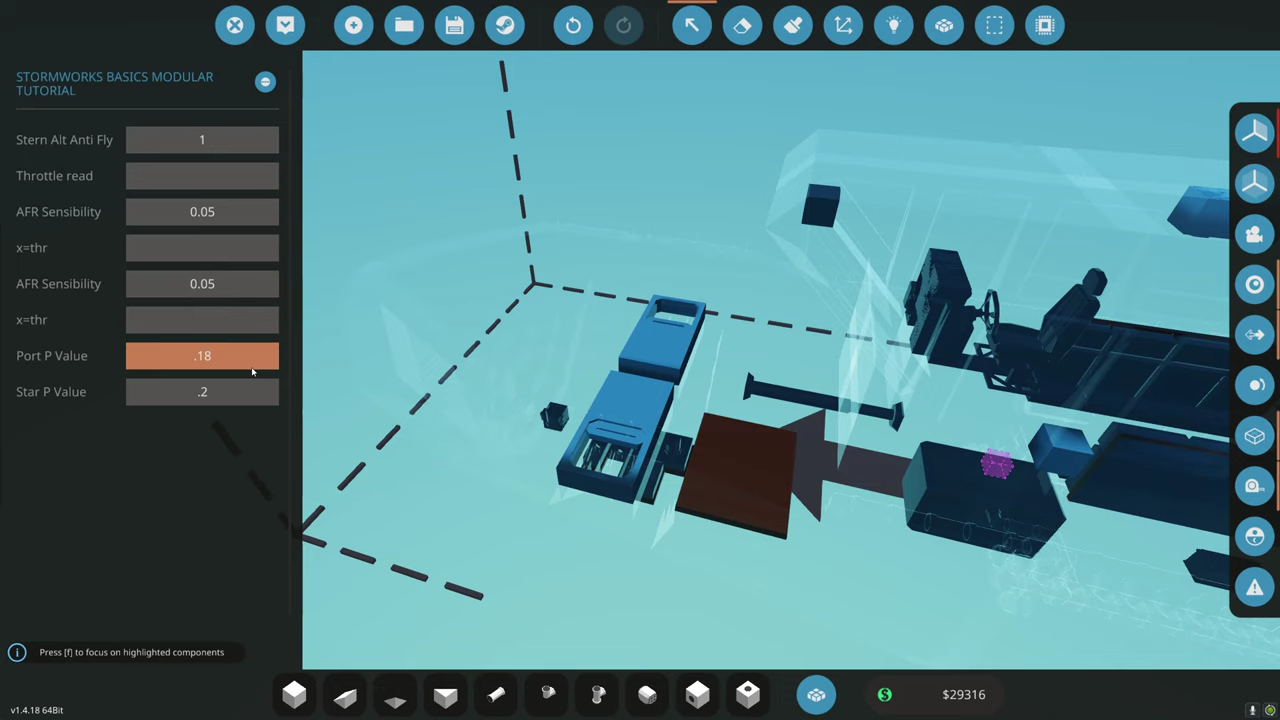 STORMWORKS BASICS MODULAR
TUTORIAL
Stern Alt Anti Fly
1
Throttle read
AFR Sensibility
0.05
x=thr
AFR Sensibility
0.05
x=thr
Port P Value
.18
Star P Value
.2
Press [f] to focus on highlighted components
$29316
v1.4.18 64Bit